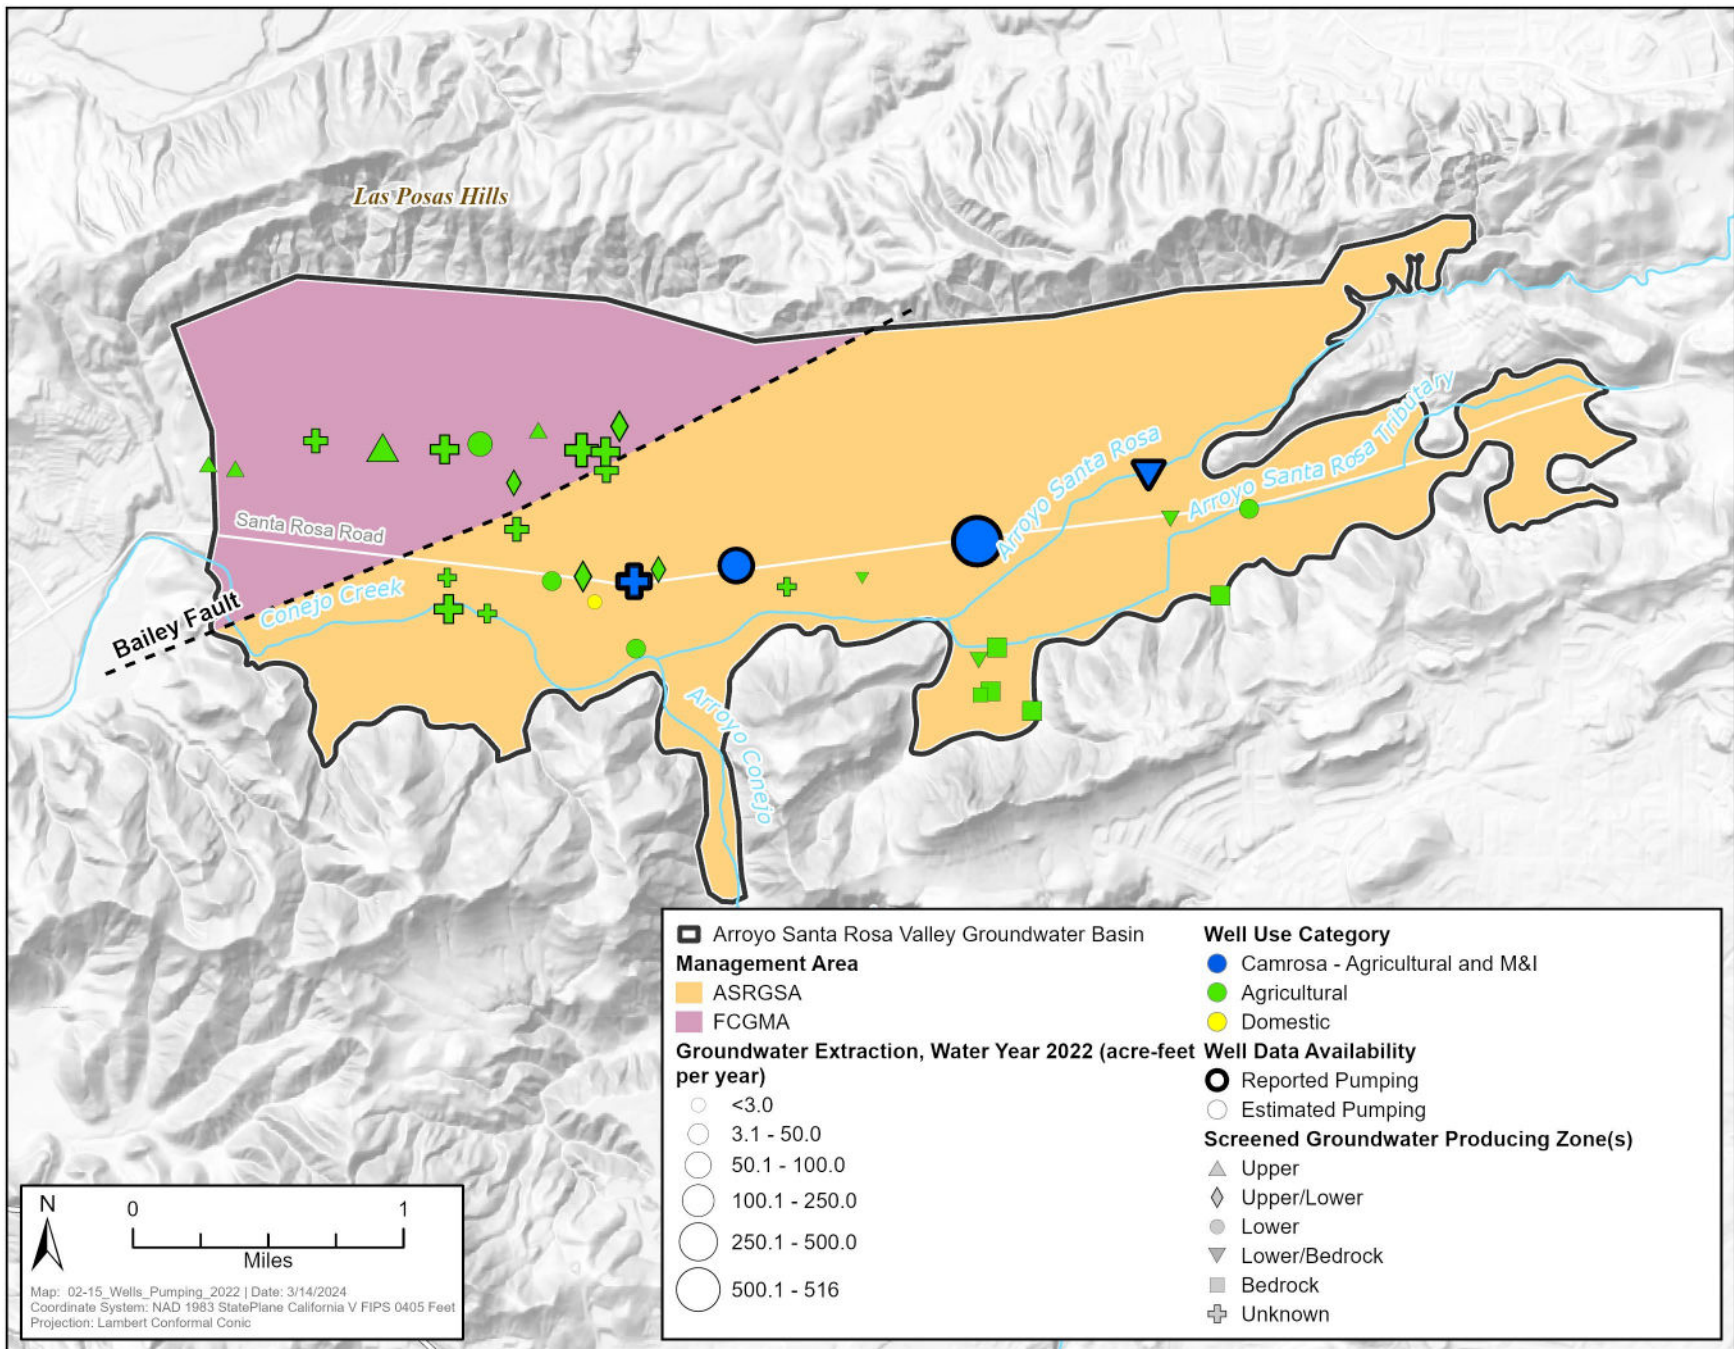 Las Posas Hills
Arroyo Santa Rosa
Arroyo Santa Rosa Tributary
Santa Rosa Road
Conejo Creek
Bailey Fault
Arroyo Conejo
Arroyo Santa Rosa Valley Groundwater Basin
Management Area
ASRGSA
FCGMA
Groundwater Extraction, Water Year 2022 (acre-feet
per year)
<3.0
3.1 - 50.0
50.1 - 100.0
100.1 - 250.0
250.1 - 500.0
500.1 - 516
Well Use Category
Camrosa - Agricultural and M&I
Agricultural
Domestic
Well Data Availability
Reported Pumping
Estimated Pumping
Screened Groundwater Producing Zone(s)
Upper
Upper/Lower
Lower
Lower/Bedrock
Bedrock
Unknown
N
0 1
Miles
Map: 02-15_Wells_Pumping_2022 | Date: 3/14/2024
Coordinate System: NAD 1983 StatePlane California V FIPS 0405 Feet
Projection: Lambert Conformal Conic